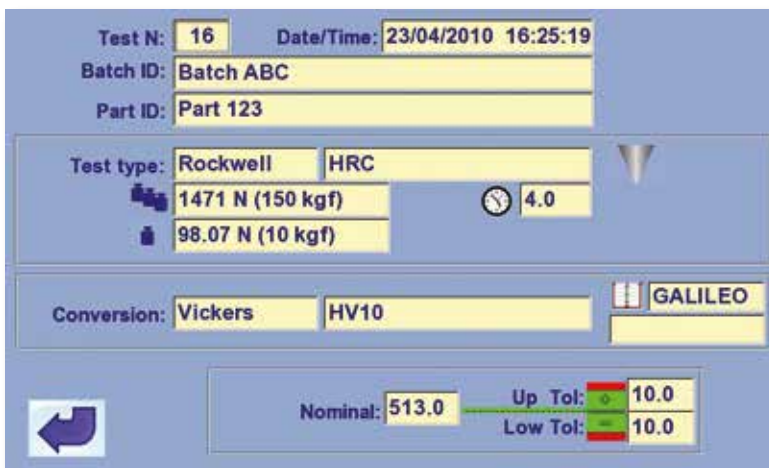 Test N: 16 Date/Time: 23/04/2010 16:25:19
Batch ID: Batch ABC
Part ID: Part 123
Test type: Rockwell HRC
1471 N (150 kgf) 4.0
98.07 N (10 kgf)
GALILEO
Conversion: Vickers HV10
Up Tol: + 10.0
Nominal: 513.0
Low Tol: - 10.0